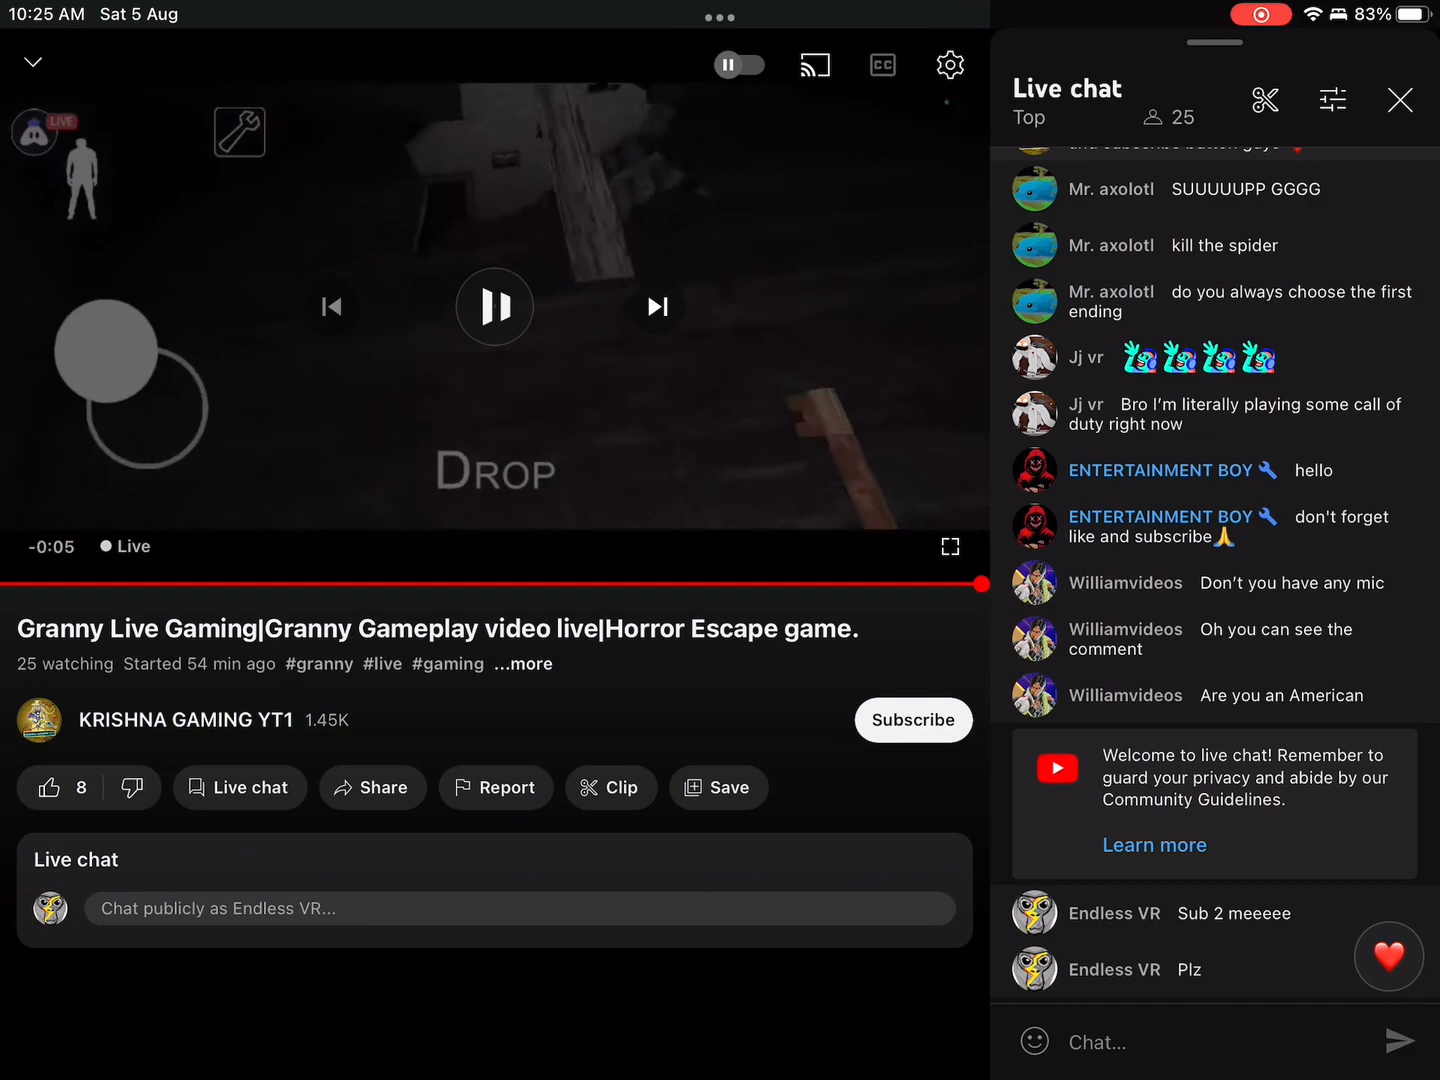 10:25 AM Sat 5 Aug
83%
CC
LIVE
DROP
-0:05 Live
Granny Live Gaming|Granny Gameplay video live|Horror Escape game.
25 watching Started 54 min ago #granny #live #gaming ...more
KRISHNA GAMING YT1 1.45K
Subscribe
8
Live chat
Share
Report
Clip
Save
Live chat
Chat publicly as Endless VR...
Live chat
Top 25
and subscribe button guys ❤️
Mr. axolotl SUUUUUPP GGGG
Mr. axolotl kill the spider
Mr. axolotl do you always choose the first
ending
Jj vr
Jj vr Bro I'm literally playing some call of
duty right now
ENTERTAINMENT BOY hello
ENTERTAINMENT BOY don't forget
like and subscribe🙏
Williamvideos Don't you have any mic
Williamvideos Oh you can see the
comment
Williamvideos Are you an American
Welcome to live chat! Remember to
guard your privacy and abide by our
Community Guidelines.
Learn more
Endless VR Sub 2 meeeee
Endless VR Plz
Chat...